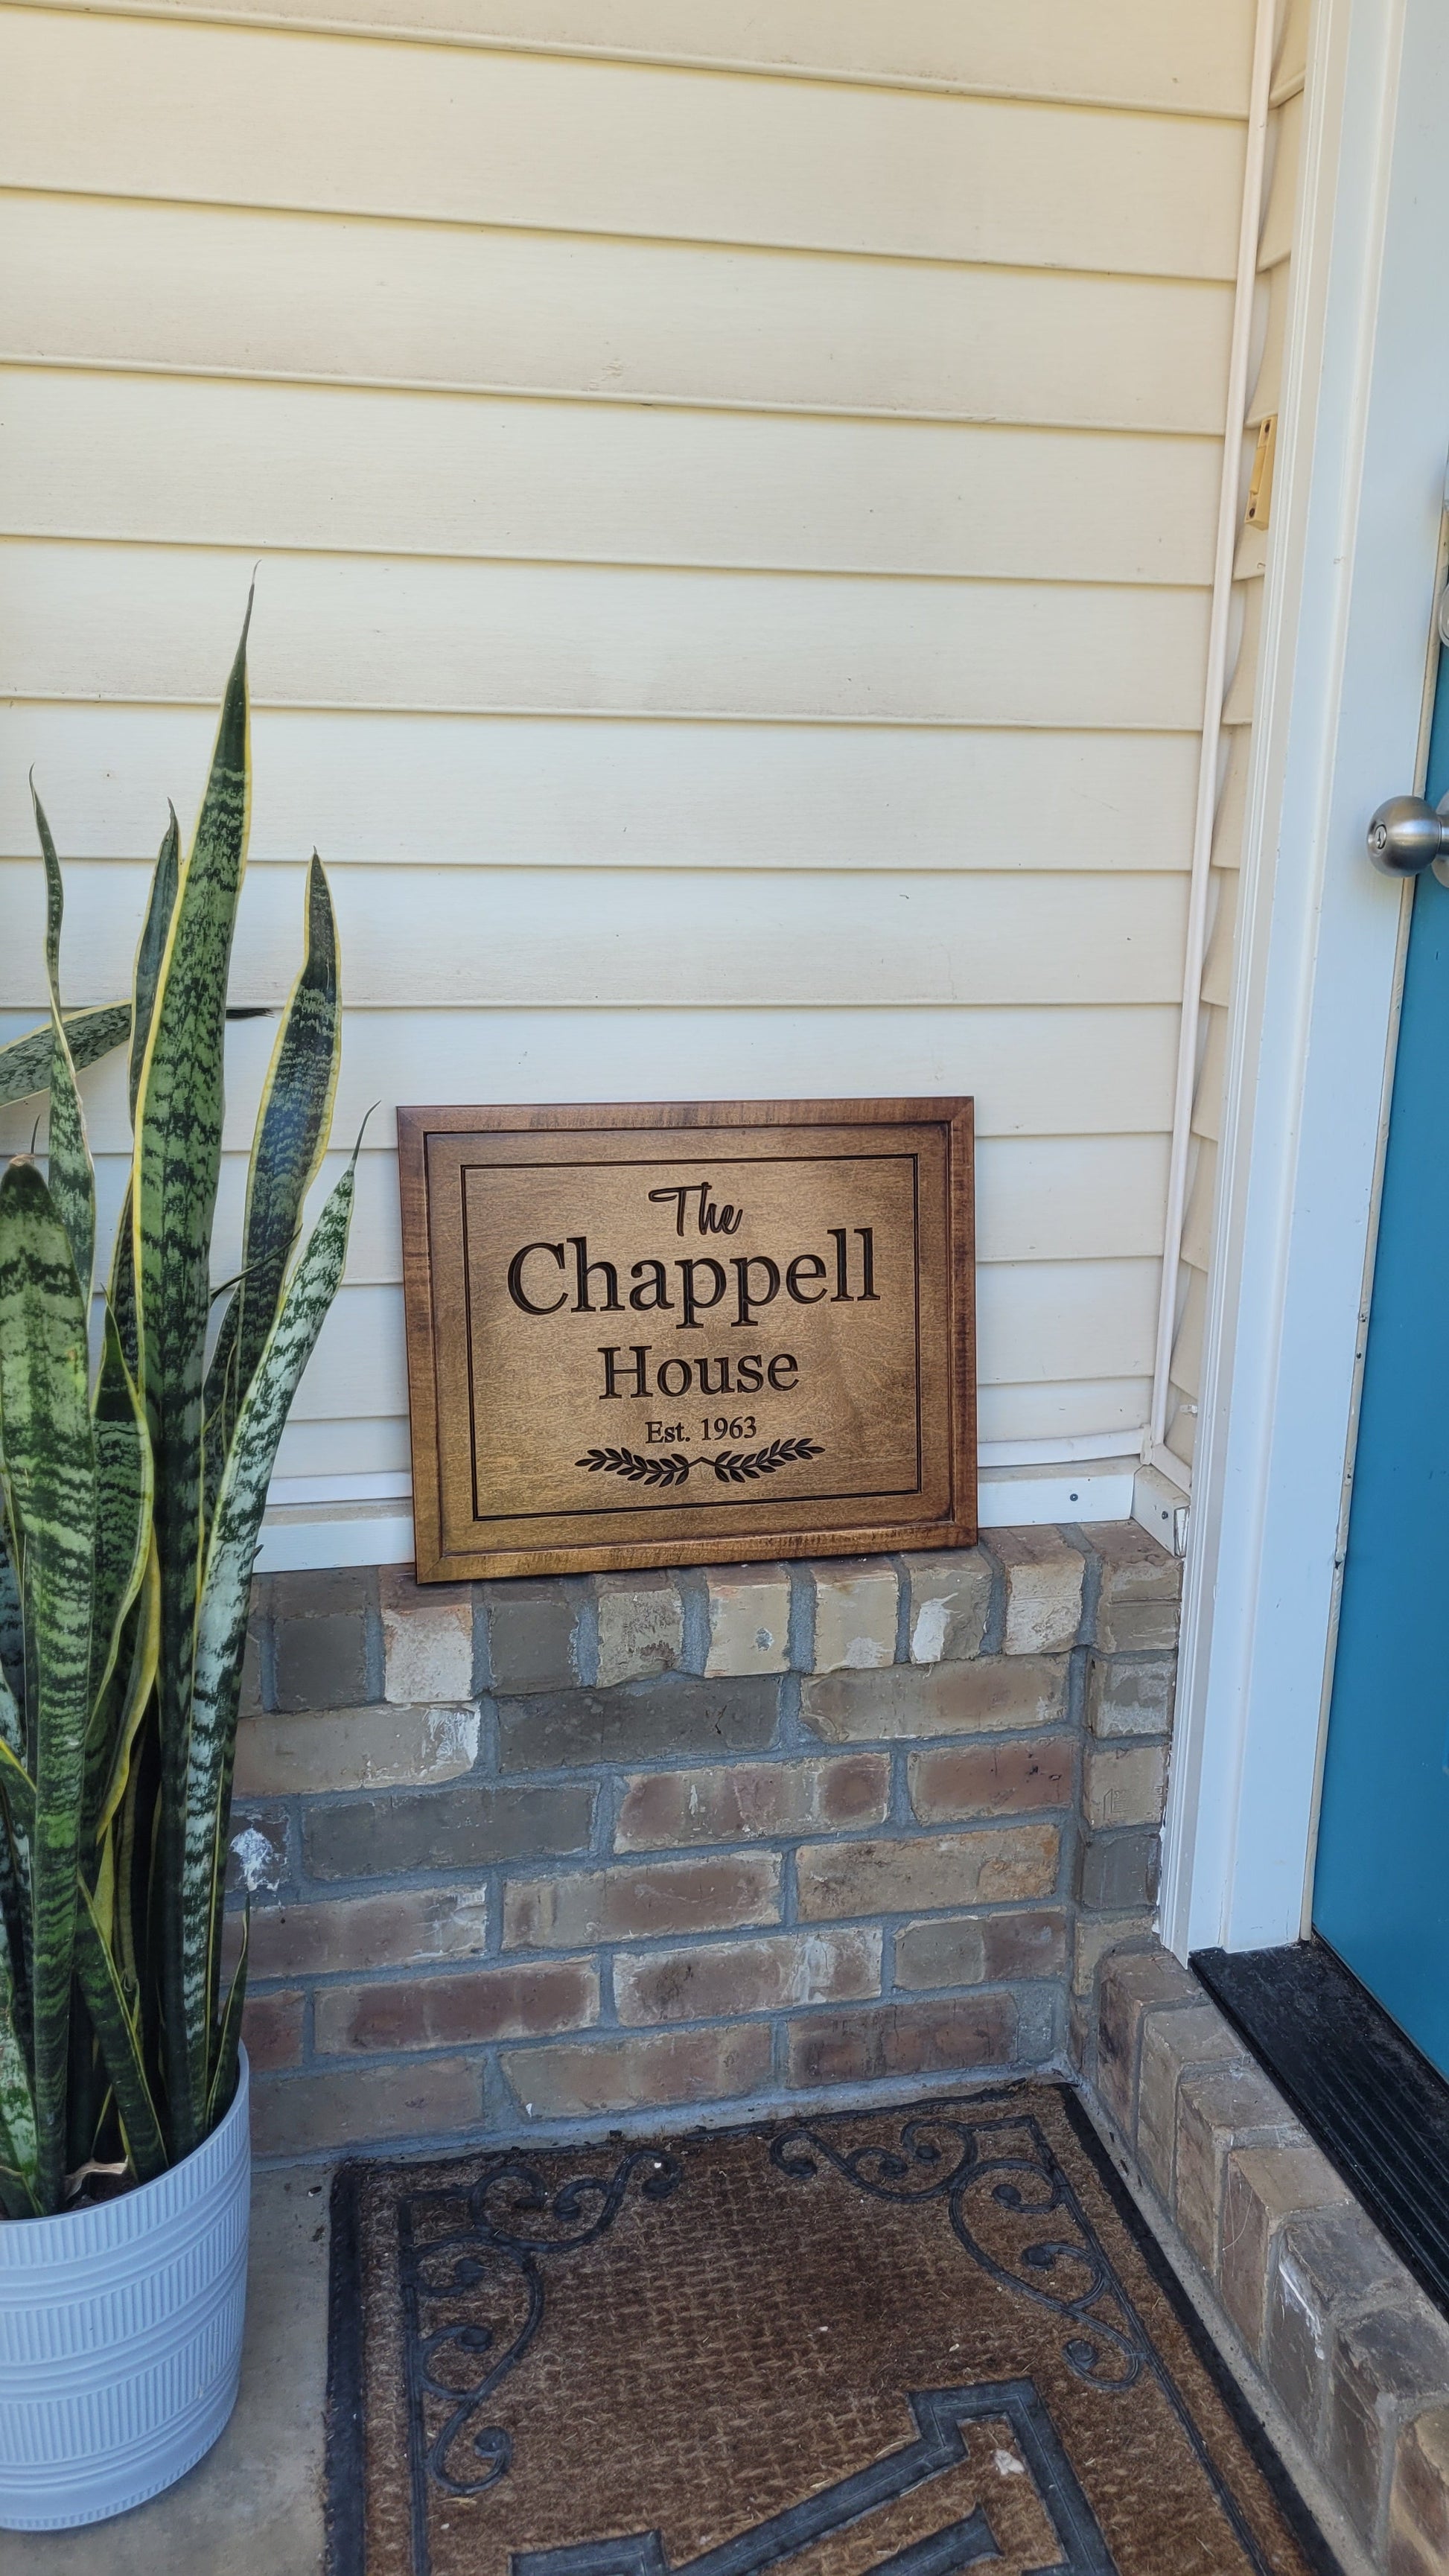 The
Chappell
House
Est. 1963